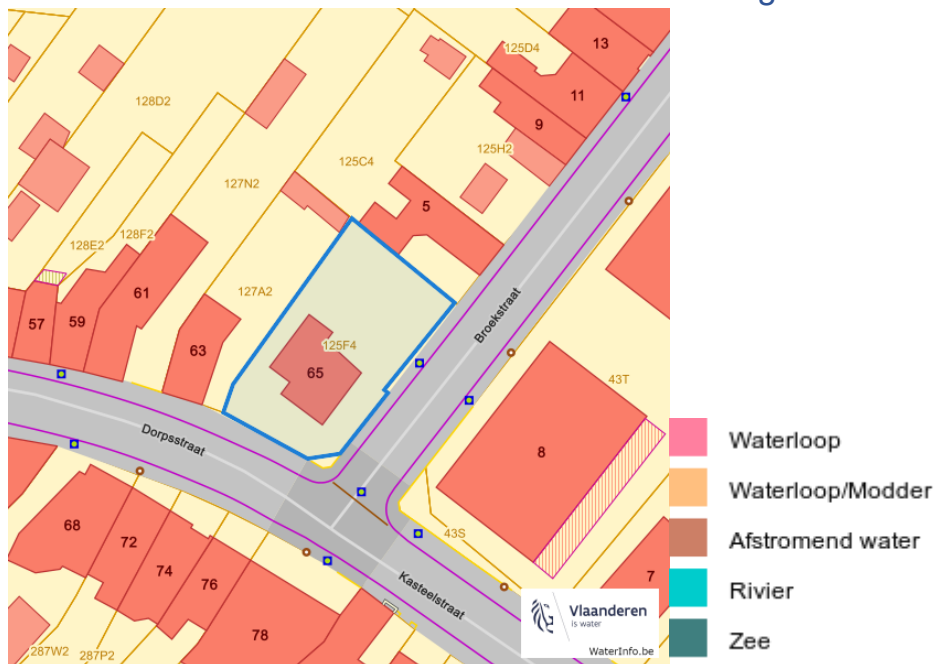 g
13
125D4
11
128D2
9
125H2
125C4
127N2
5
128F2
128E2
61
127A2
57
59
Broekstraat
63
125F4
65
43T
Dorpsstraat
8
68
72
43S
74
76
Kasteelstraat
7
78
287W2
287P2
Vlaanderen
is water
WaterInfo.be
Waterloop
Waterloop/Modder
Afstromend water
Rivier
Zee